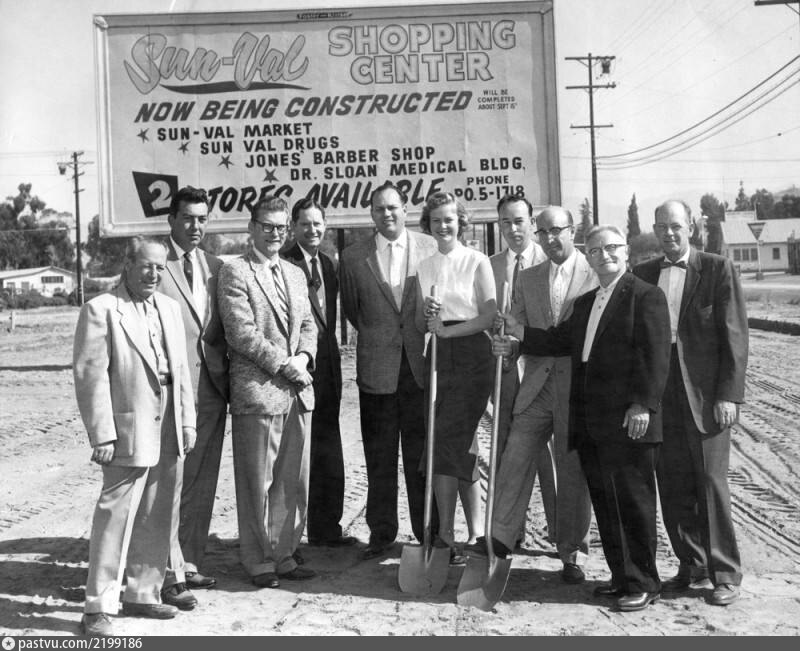 Sun-Val SHOPPING
CENTER
WILL BE
COMPLETED
ABOUT SEPT 15th
NOW BEING CONSTRUCTED
★ SUN-VAL MARKET
★ SUN VAL DRUGS
★ JONES' BARBER SHOP
★ DR. SLOAN MEDICAL BLDG.
2 STORES AVAILABLE PHONE
PO. 5-1718
pastvu.com/2199186